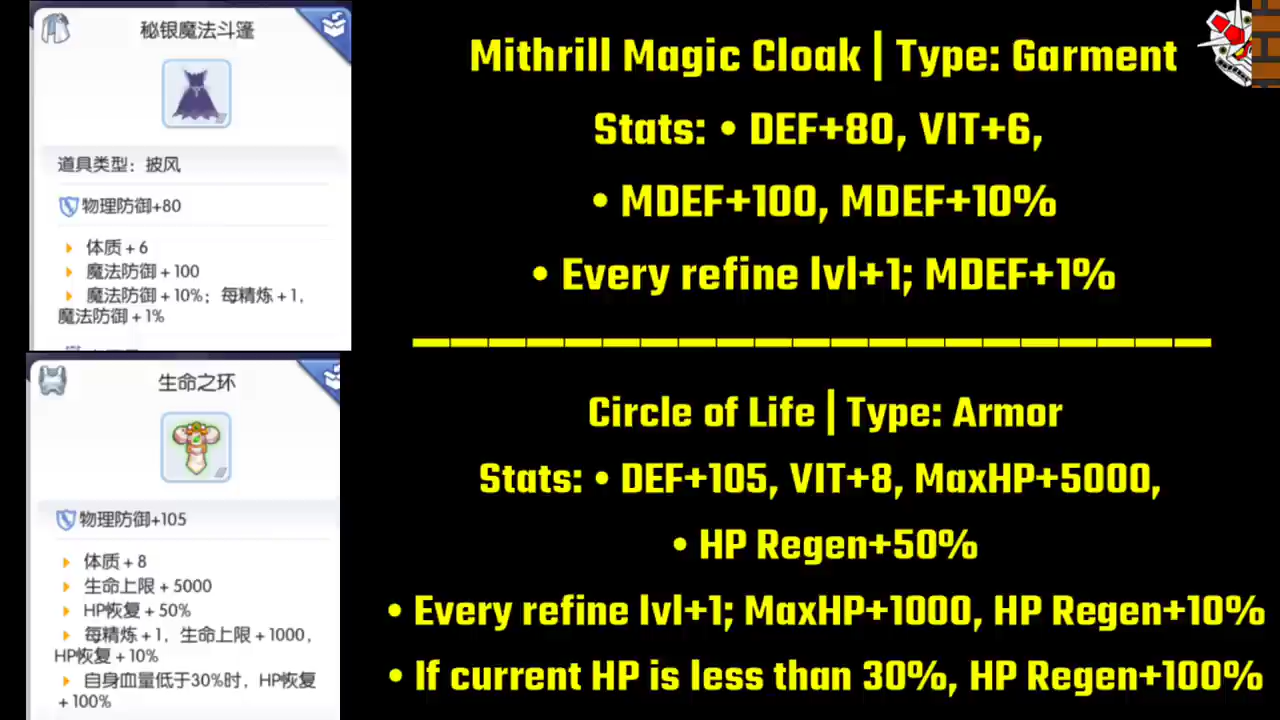 秘银魔法斗篷
道具类型：披风
物理防御+80
体质 + 6
魔法防御 + 100
魔法防御 + 10%；每精炼 + 1，
魔法防御 + 1%
生命之环
物理防御+105
体质 + 8
生命上限 + 5000
HP恢复 + 50%
每精炼 + 1，生命上限 + 1000，
HP恢复 + 10%
自身血量低于30%时，HP恢复
+ 100%
Mithrill Magic Cloak | Type: Garment
Stats: • DEF+80, VIT+6,
• MDEF+100, MDEF+10%
• Every refine lvl+1; MDEF+1%
Circle of Life | Type: Armor
Stats: • DEF+105, VIT+8, MaxHP+5000,
• HP Regen+50%
• Every refine lvl+1; MaxHP+1000, HP Regen+10%
• If current HP is less than 30%, HP Regen+100%